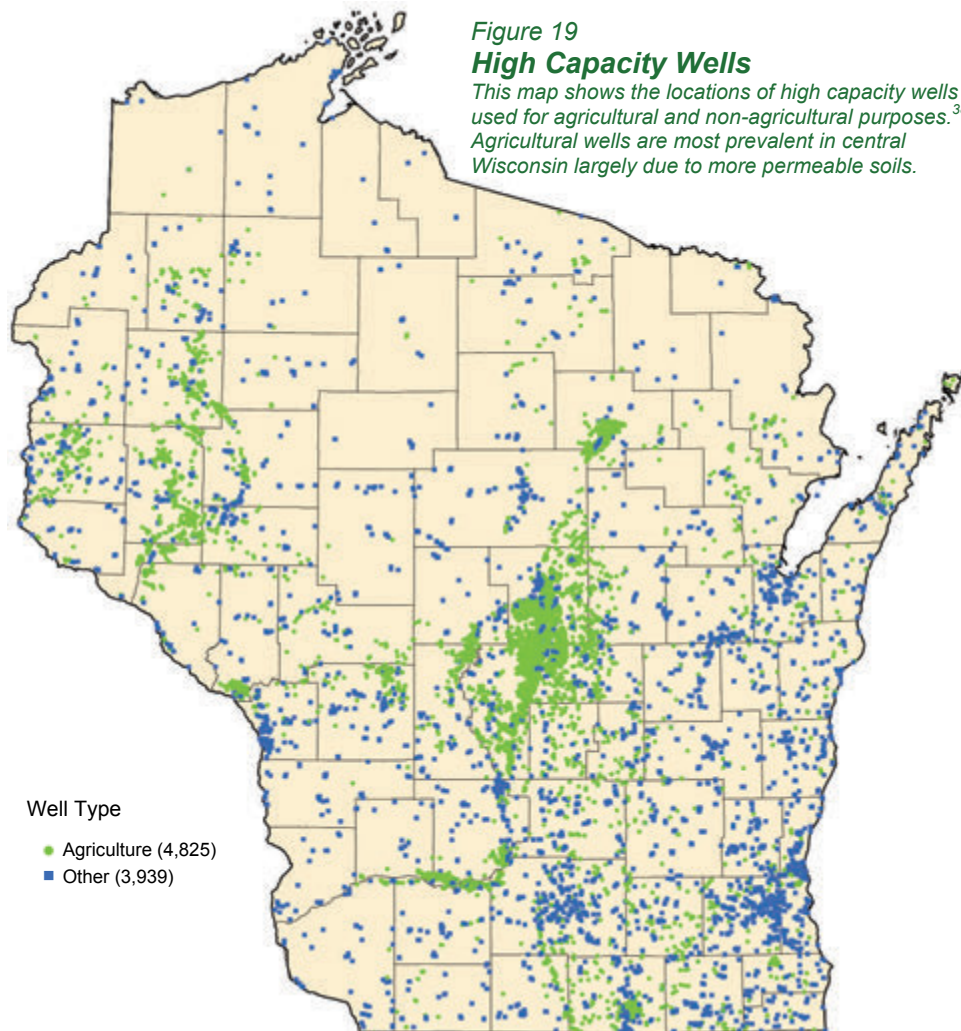 Figure 19
High Capacity Wells
This map shows the locations of high capacity wells
used for agricultural and non-agricultural purposes.
Agricultural wells are most prevalent in central
Wisconsin largely due to more permeable soils.
Well Type
Agriculture (4,825)
Other (3,939)